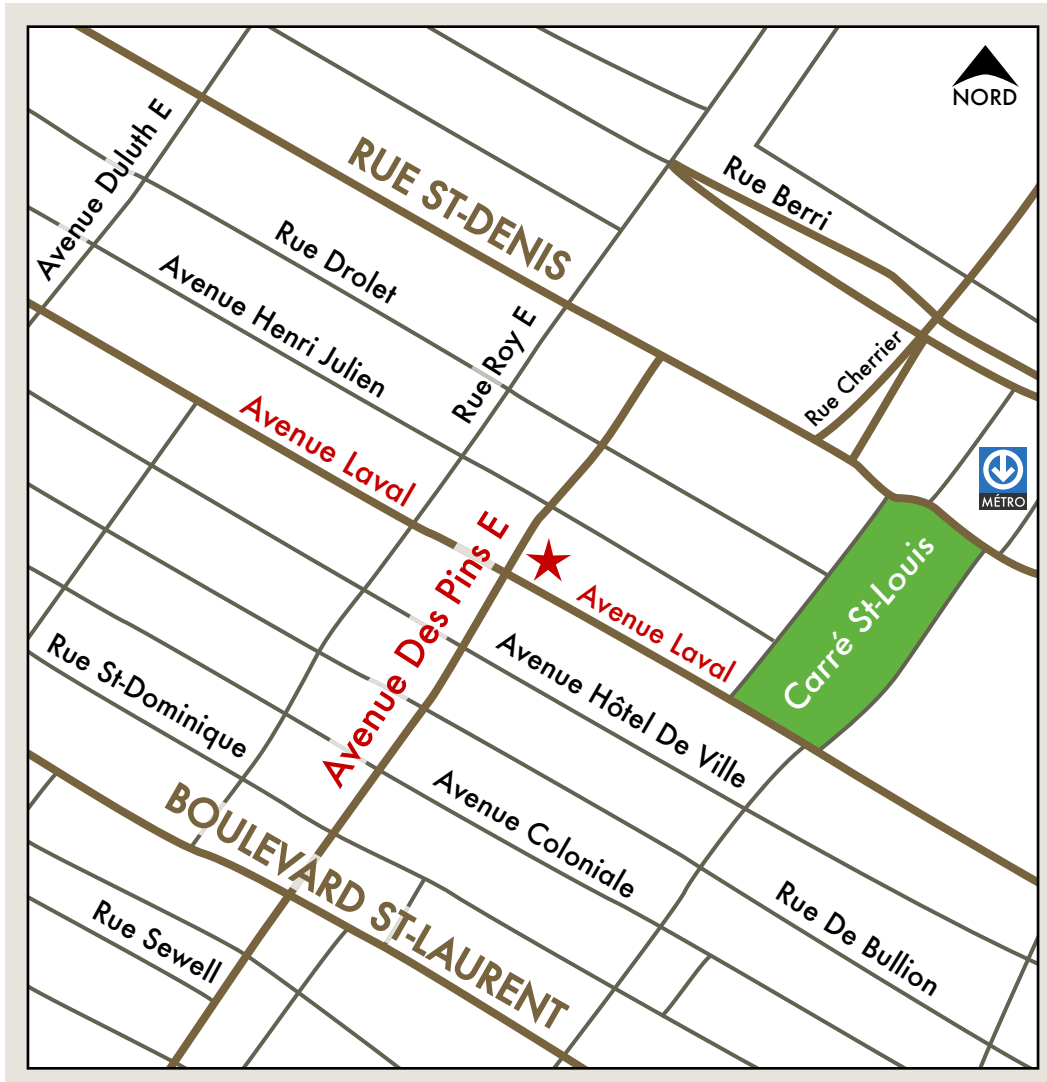 NORD
Avenue Duluth E
RUE ST-DENIS
Rue Berri
Rue Drolet
Avenue Henri Julien
Rue Roy E
Rue Cherrier
Avenue Laval
MÉTRO
Avenue Des Pins E
Avenue Laval
Carré St-Louis
Avenue Hôtel De Ville
Rue St-Dominique
Avenue Coloniale
BOULEVARD ST-LAURENT
Rue De Bullion
Rue Sewell